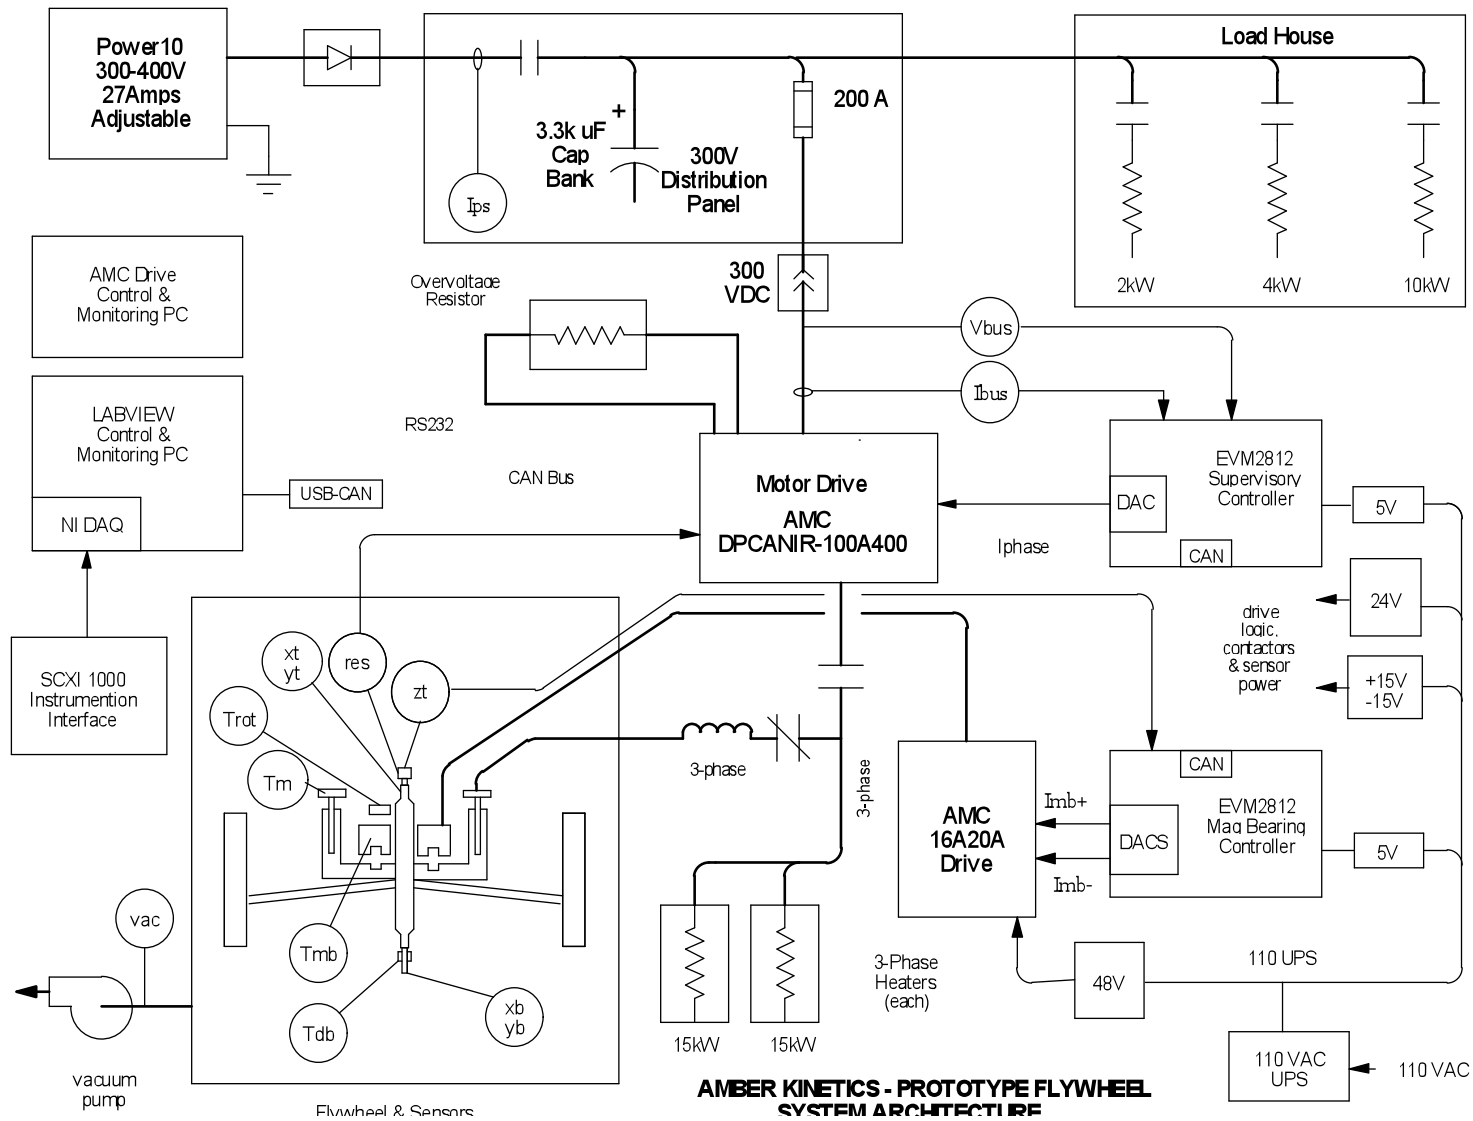 Power10
300-400V
27Amps
Adjustable
Ips
+
3.3k uF
Cap
Bank
300V
Distribution
Panel
200 A
Load House
2kW
4kW
10kW
AMC Drive
Control &
Monitoring PC
Overvoltage
Resistor
300
VDC
Vbus
Ibus
LABVIEW
Control &
Monitoring PC
NI DAQ
USB-CAN
RS232
CAN Bus
Motor Drive
AMC
DPCANIR-100A400
Iphase
EVM2812
Supervisory
Controller
DAC
CAN
5V
24V
+15V
-15V
drive
logic,
contactors
& sensor
power
SCXI 1000
Instrumention
Interface
xt
yt
res
zt
Trot
Tm
Tmb
Tdb
xb
yb
vac
vacuum
pump
Flywheel & Sensors
3-phase
3-phase
AMC
16A20A
Drive
Imb+
Imb-
CAN
EVM2812
Mag Bearing
Controller
DACS
5V
15kW
15kW
3-Phase
Heaters
(each)
48V
110 UPS
110 VAC
UPS
110 VAC
AMBER KINETICS - PROTOTYPE FLYWHEEL
SYSTEM ARCHITECTURE